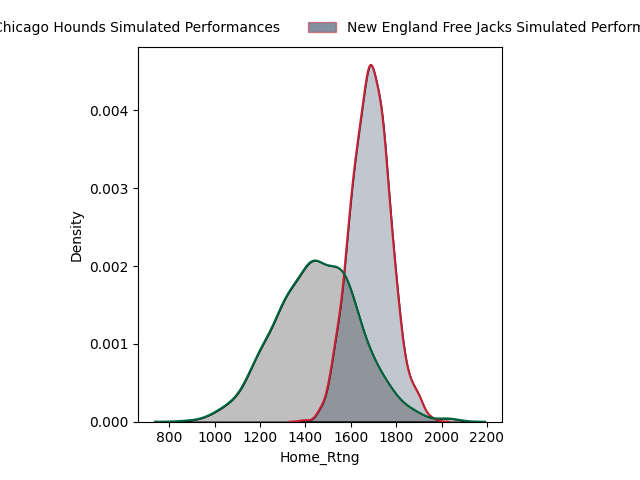 Chicago Hounds Simulated Performances New England Free Jacks Simulated
0.004
0.003
0.002
0.001
0.000
Density
800 1000 1200 1400 1600 1800 2000 2200
Home_Rtng